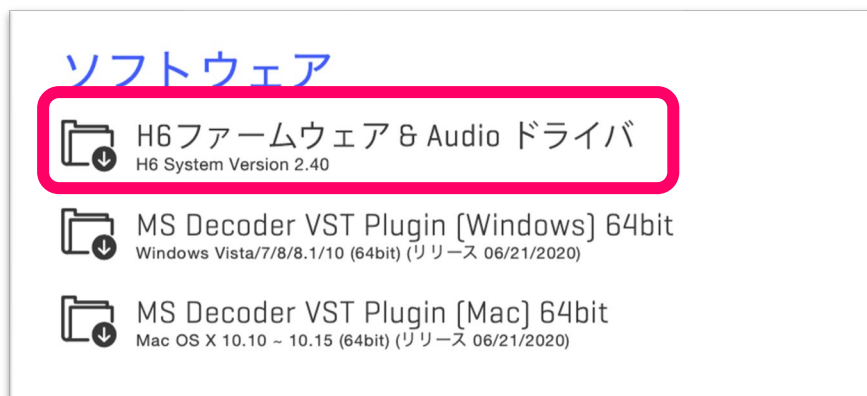 ソフトウェア
H6ファームウェア & Audio ドライバ
H6 System Version 2.40
MS Decoder VST Plugin (Windows) 64bit
Windows Vista/7/8/8.1/10 (64bit) (リリース 06/21/2020)
MS Decoder VST Plugin (Mac) 64bit
Mac OS X 10.10 ~ 10.15 (64bit) (リリース 06/21/2020)